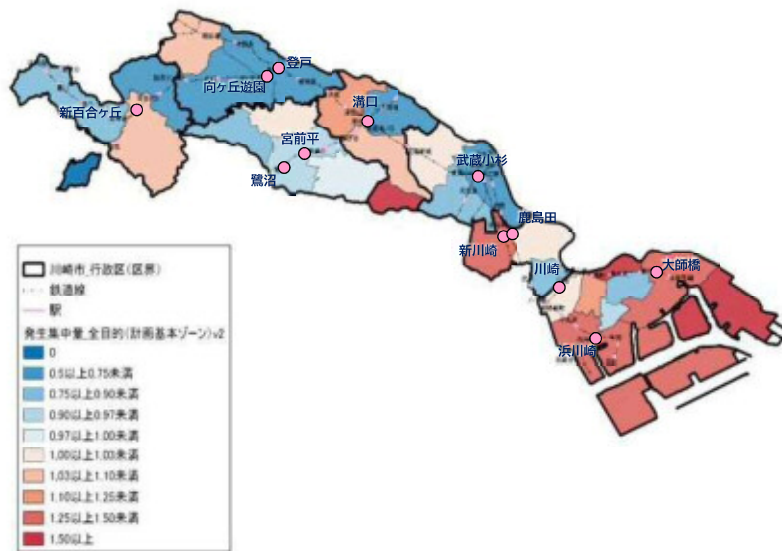 登戸
向ヶ丘遊園
新百合ヶ丘
溝口
宮前平
鷺沼
武蔵小杉
鹿島田
新川崎
川崎
大師橋
浜川崎
川崎市_行政区(区界)
鉄道線
駅
発生集中量_全目的(計画基本ゾーン)v2
0
0.5以上0.75未満
0.75以上0.90未満
0.90以上0.97未満
0.97以上1.00未満
1.00以上1.03未満
1.03以上1.10未満
1.10以上1.25未満
1.25以上1.50未満
1.50以上